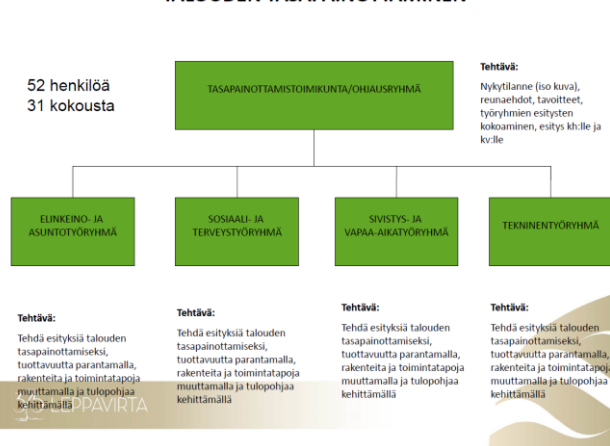 TALOUDEN TASAPAINOTTAMINEN
52 henkilöä
31 kokousta
TASAPAINOTTAMISTOIMIKUNTA/OHJAUSRYHMÄ
Tehtävä:
Nykytilanne (iso kuva),
reunaehdot, tavoitteet,
työryhmien esitysten
kokoaminen, esitys kh:lle ja
kv:lle
ELINKEINO- JA
ASUNTOTYÖRYHMÄ
SOSIAALI- JA
TERVEYSTYÖRYHMÄ
SIVISTYS- JA
VAPAA-AIKATYÖRYHMÄ
TEKNINENTYÖRYHMÄ
Tehtävä:
Tehdä esityksiä talouden
tasapainottamiseksi,
tuottavuutta parantamalla,
rakenteita ja toimintatapoja
muuttamalla ja tulopohjaa
kehittämällä
Tehtävä:
Tehdä esityksiä talouden
tasapainottamiseksi,
tuottavuutta parantamalla,
rakenteita ja toimintatapoja
muuttamalla ja tulopohjaa
kehittämällä
Tehtävä:
Tehdä esityksiä talouden
tasapainottamiseksi,
tuottavuutta parantamalla,
rakenteita ja toimintatapoja
muuttamalla ja tulopohjaa
kehittämällä
Tehtävä:
Tehdä esityksiä talouden
tasapainottamiseksi,
tuottavuutta parantamalla,
rakenteita ja toimintatapoja
muuttamalla ja tulopohjaa
kehittämällä
LEPPÄVIRTA